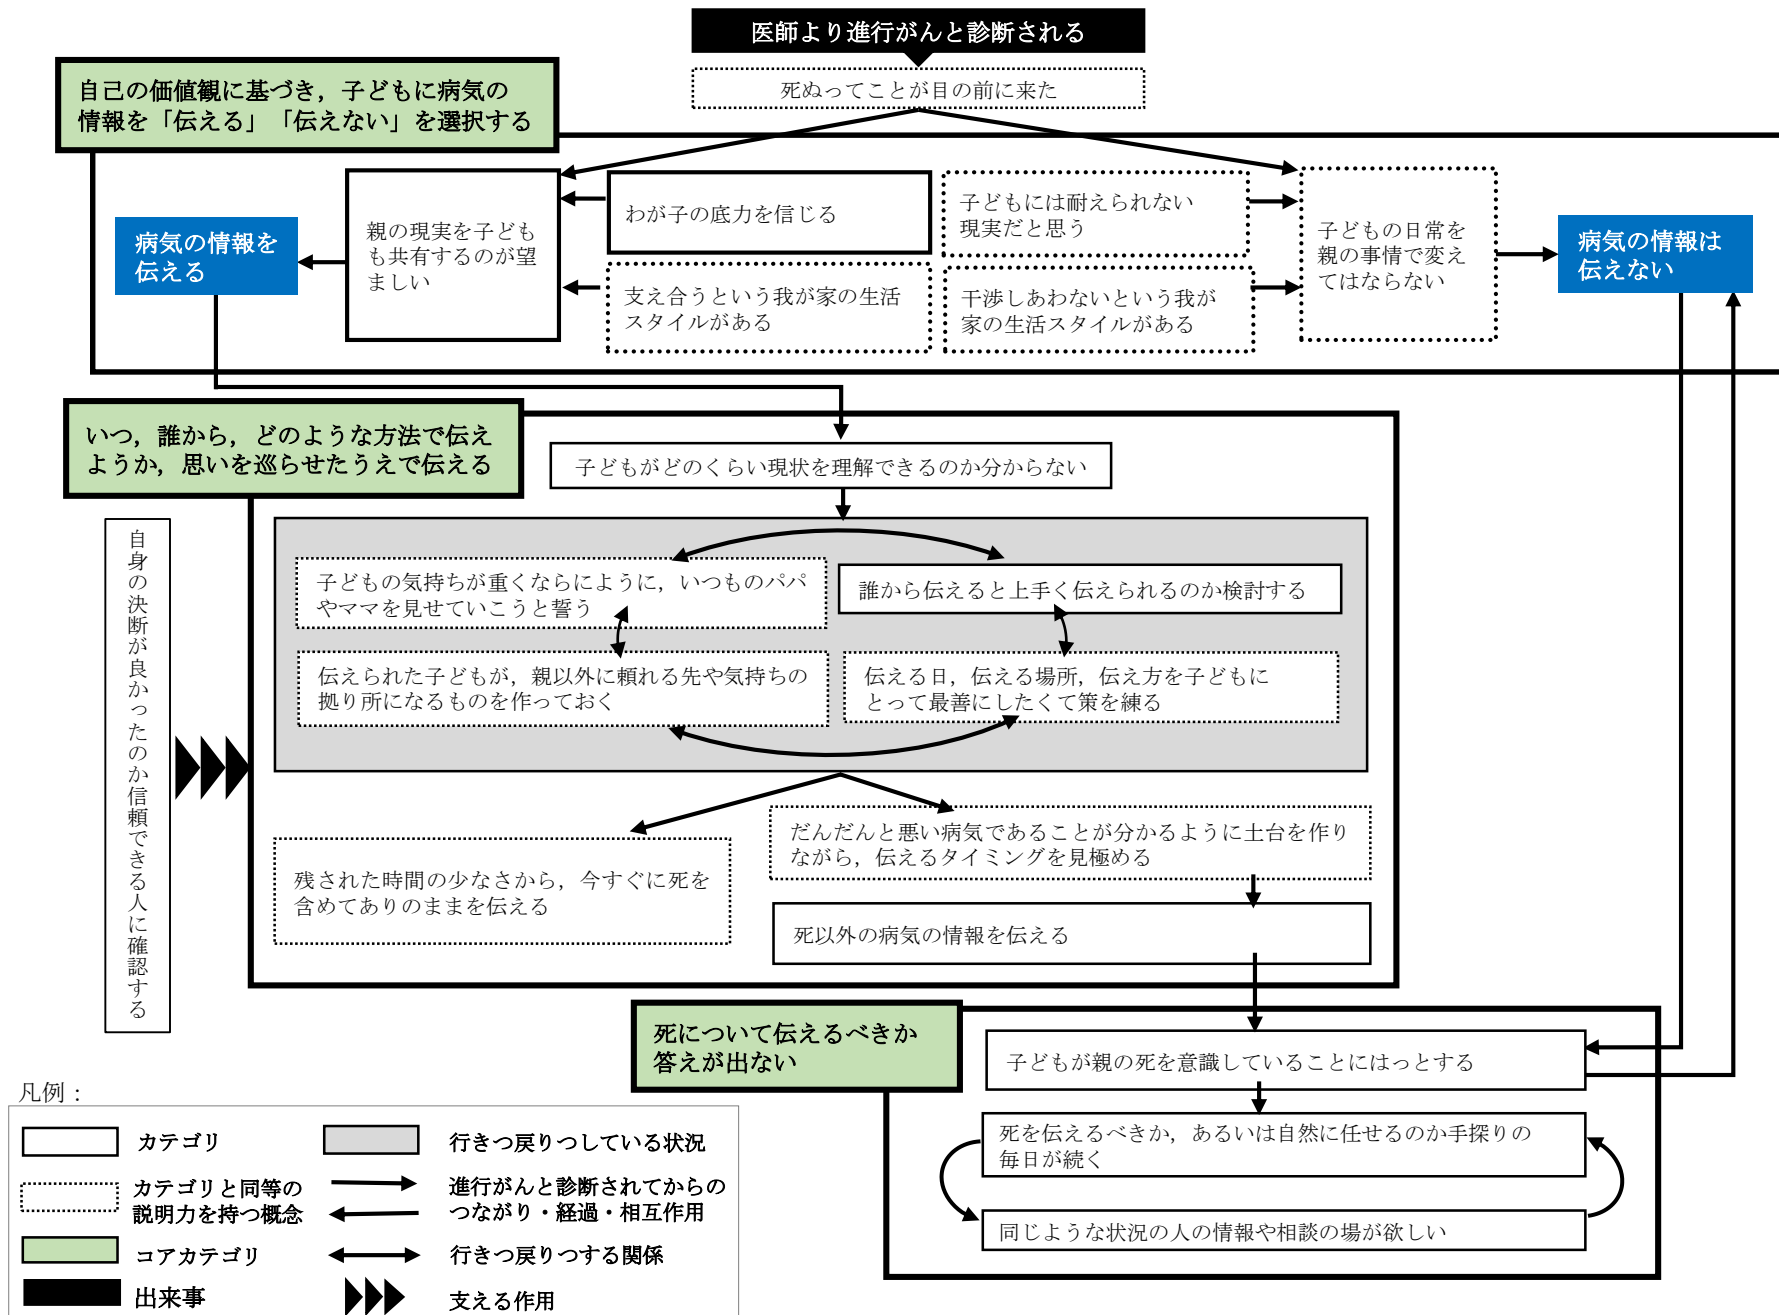 医師より進行がんと診断される
死ぬってことが目の前に来た
自己の価値観に基づき，子どもに病気の
情報を「伝える」「伝えない」を選択する
病気の情報を
伝える
親の現実を子ども
も共有するのが望
ましい
わが子の底力を信じる
支え合うという我が家の生活
スタイルがある
子どもには耐えられない
現実だと思う
干渉しあわないという我が
家の生活スタイルがある
子どもの日常を
親の事情で変え
てはならない
病気の情報は
伝えない
いつ，誰から，どのような方法で伝え
ようか，思いを巡らせたうえで伝える
子どもがどのくらい現状を理解できるのか分からない
自身の決断が良かったのか信頼できる人に確認する
子どもの気持ちが重くならにように，いつものパパ
やママを見せていこうと誓う
誰から伝えると上手く伝えられるのか検討する
伝えられた子どもが，親以外に頼れる先や気持ちの
拠り所になるものを作っておく
伝える日，伝える場所，伝え方を子どもに
とって最善にしたくて策を練る
残された時間の少なさから，今すぐに死を
含めてありのままを伝える
だんだんと悪い病気であることが分かるように土台を作り
ながら，伝えるタイミングを見極める
死以外の病気の情報を伝える
死について伝えるべきか
答えが出ない
子どもが親の死を意識していることにはっとする
死を伝えるべきか，あるいは自然に任せるのか手探りの
毎日が続く
同じような状況の人の情報や相談の場が欲しい
凡例：
カテゴリ
行きつ戻りつしている状況
カテゴリと同等の
説明力を持つ概念
進行がんと診断されてからの
つながり・経過・相互作用
コアカテゴリ
行きつ戻りつする関係
出来事
支える作用